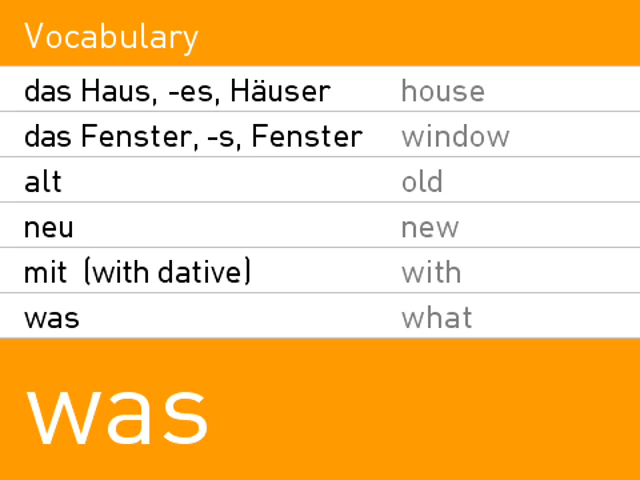 Vocabulary
das Haus, -es, Häuser house
das Fenster, -s, Fenster window
alt old
neu new
mit (with dative) with
was what
was